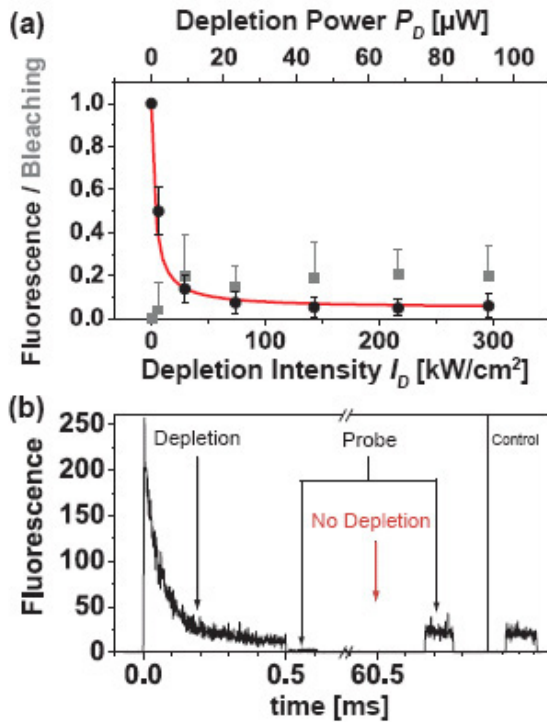 (a)
Depletion Power P_D [μW]
0 20 40 60 80 100
Fluorescence / Bleaching
1.0
0.8
0.6
0.4
0.2
0.0
0 100 200 300
Depletion Intensity I_D [kW/cm²]
(b)
Fluorescence
250
200
150
100
50
0
Depletion
Probe
Control
No Depletion
0.0 0.5 60.5
time [ms]